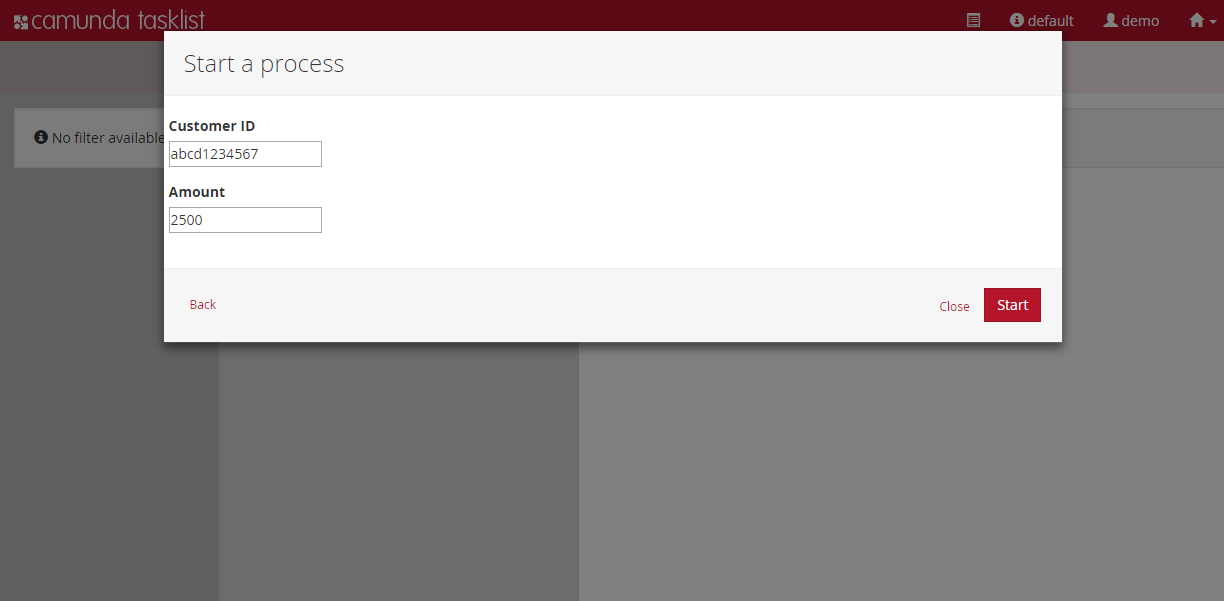 camunda tasklist
default
demo
Start a process
No filter available
Customer ID
abcd1234567
Amount
2500
Back
Close
Start